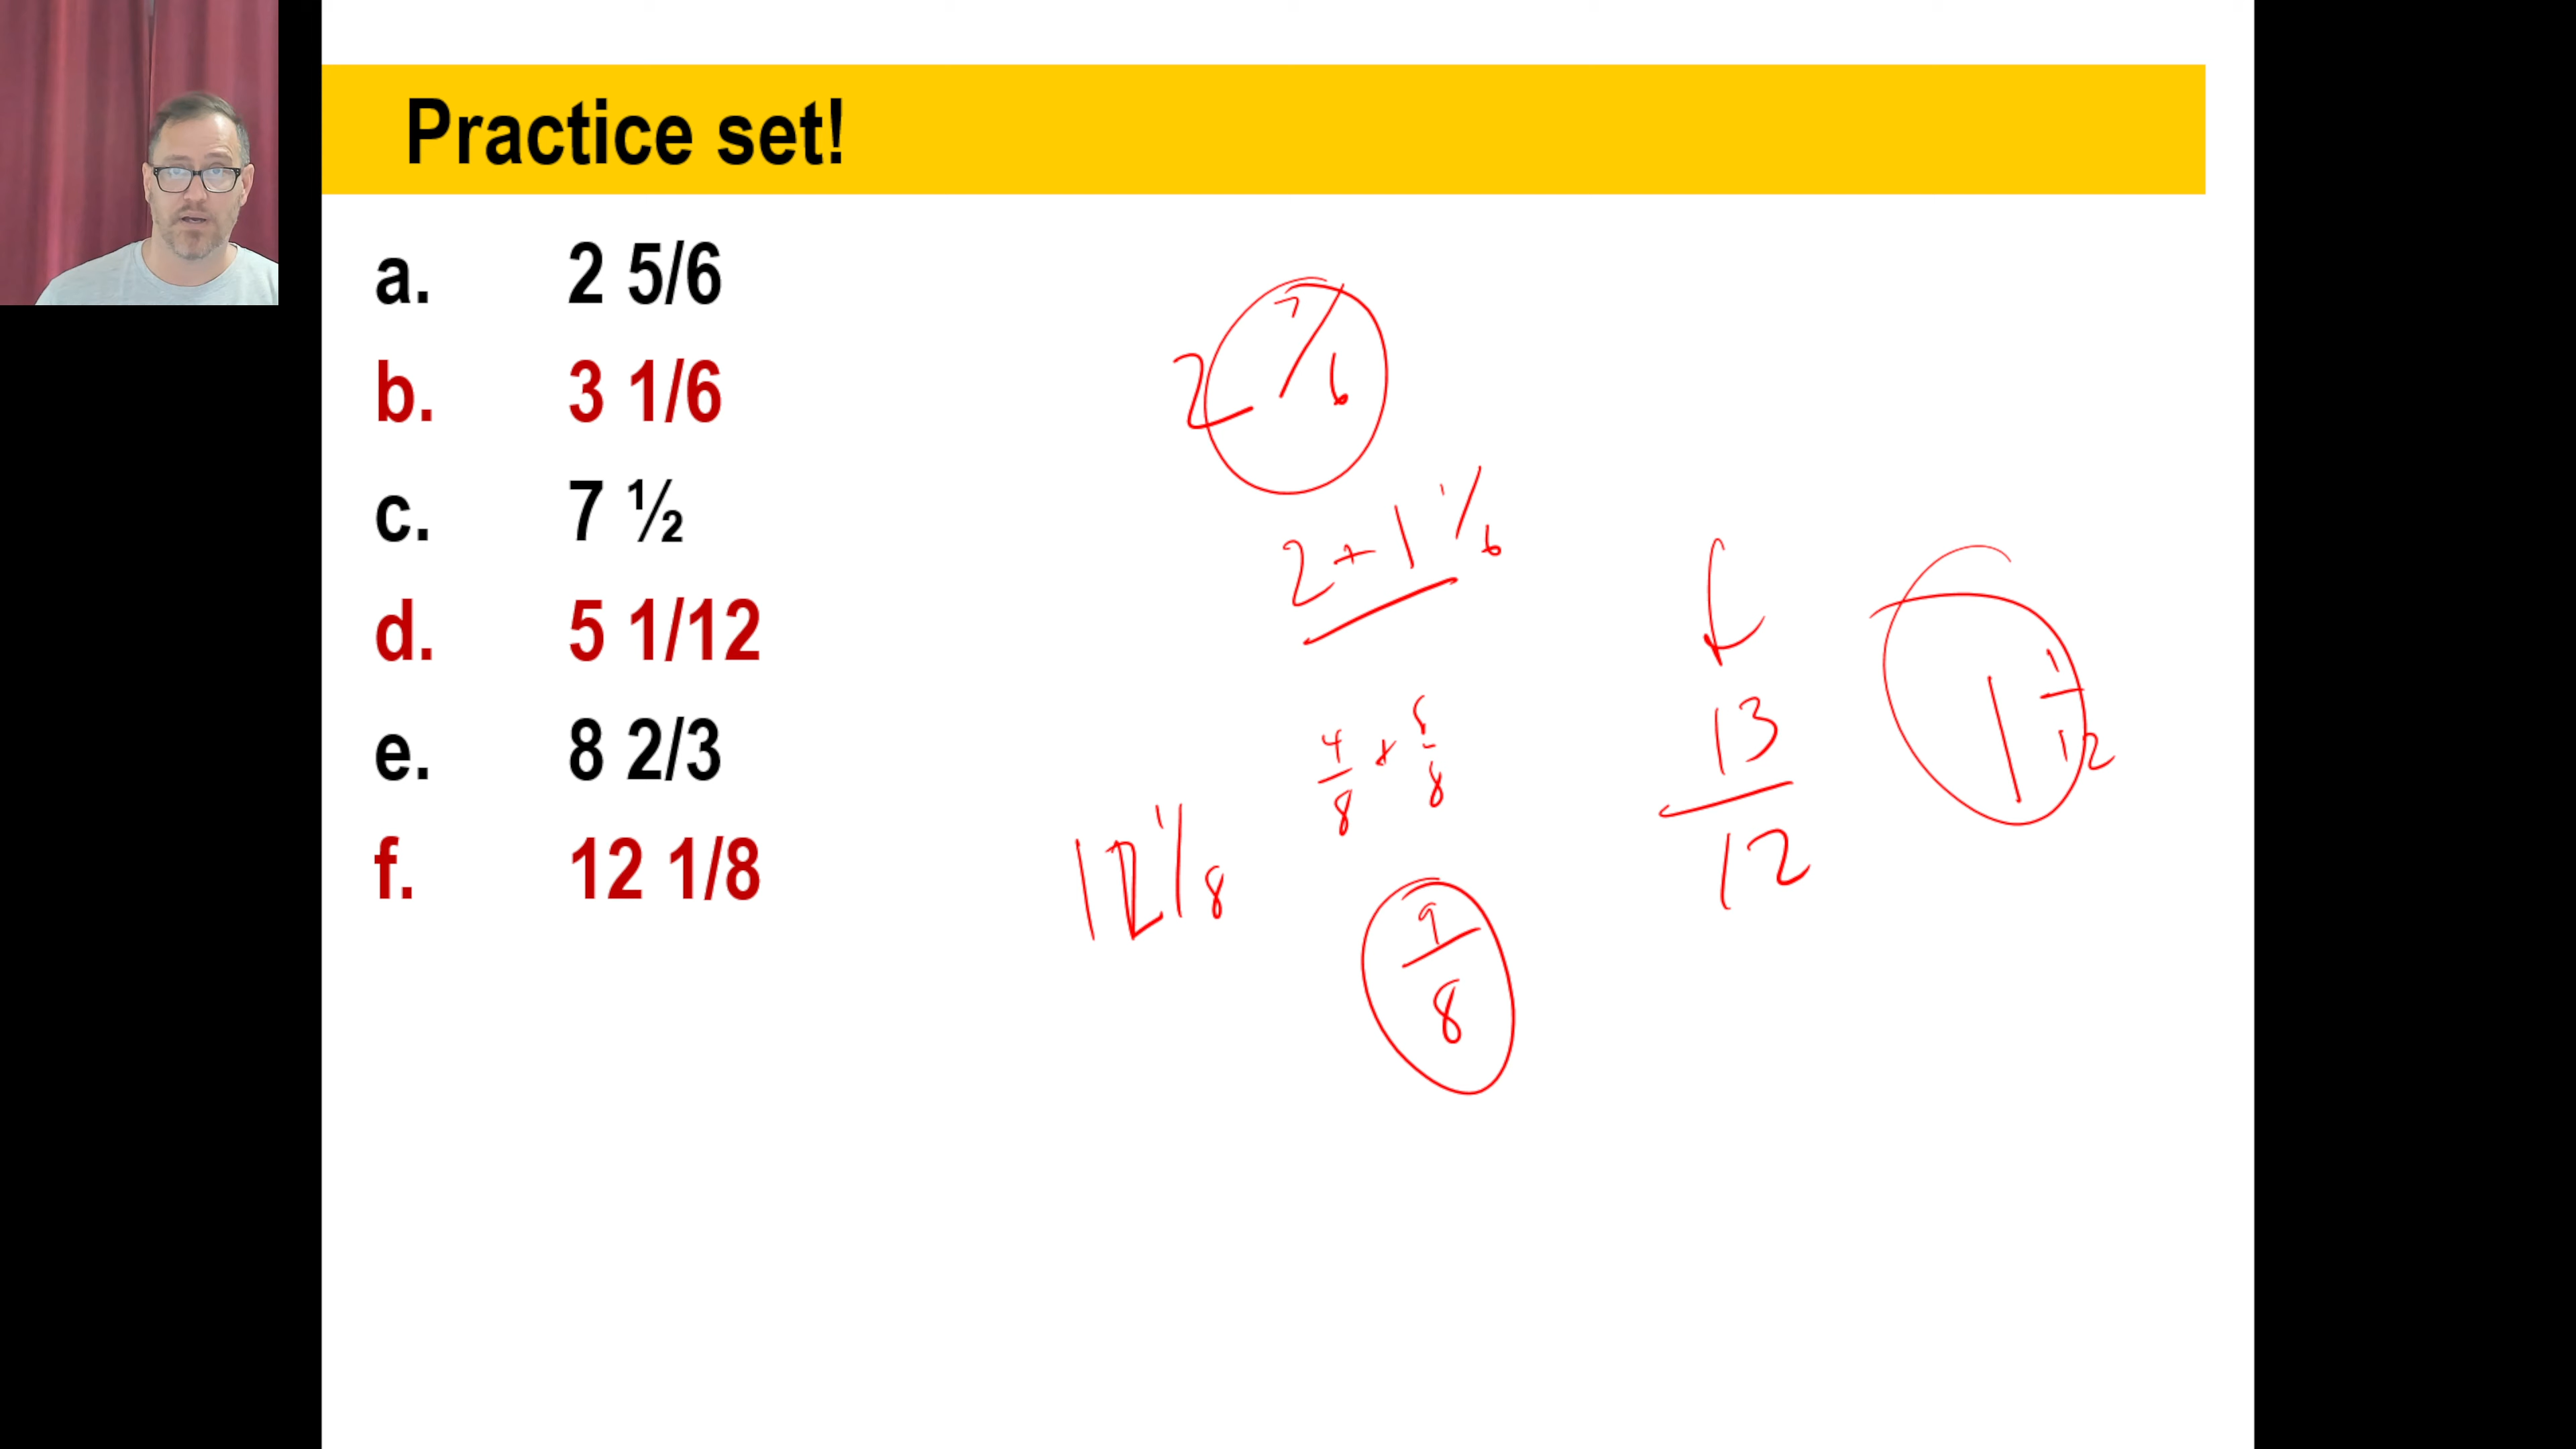 Practice set!
a. 2 5/6
b. 3 1/6
c. 7 ½
d. 5 1/12
e. 8 2/3
f. 12 1/8
2 7/6
2 + 1 1/6
4/8 + 5/8
12 1/8
9/8
13/12
1 1/12